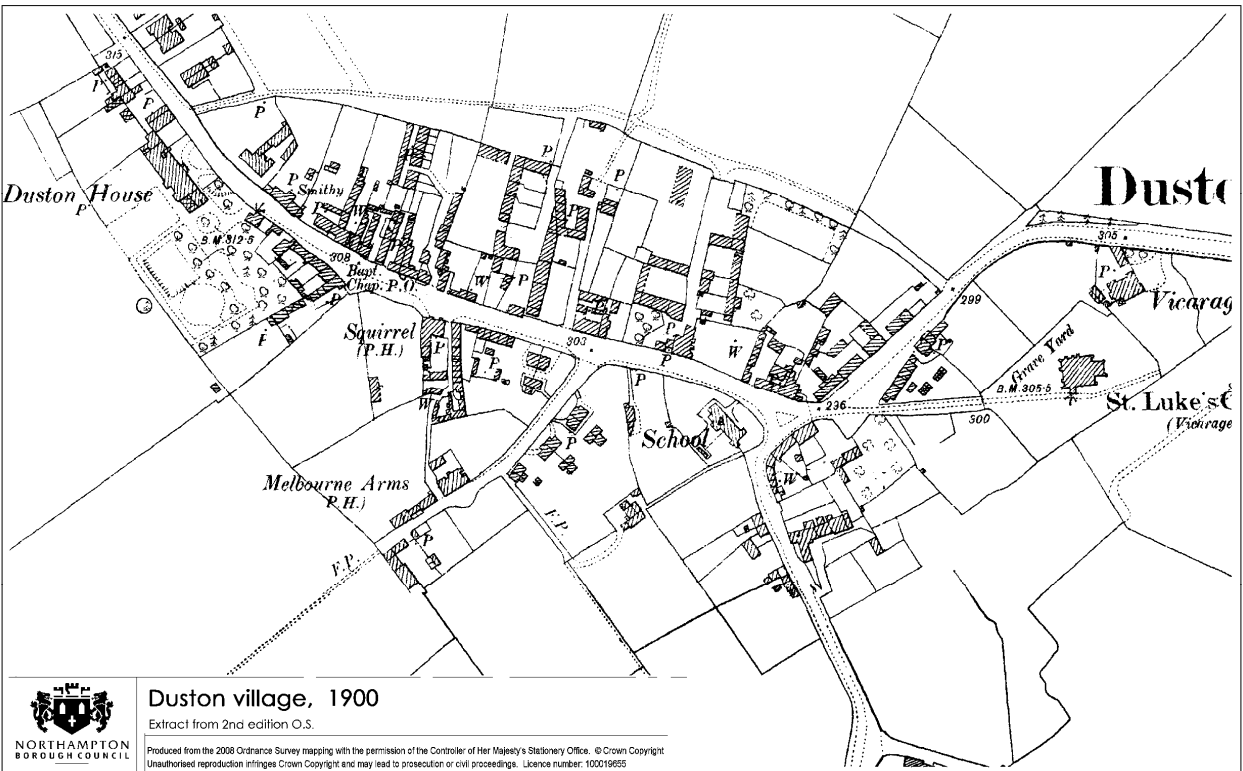 315
P
P
P
Duston House
P
P
Smithy
P
W
B.M.312·5
308
Bapt.
Chap. P.O.
P
P
Squirrel
(P.H.)
P
W
P
W
P
P
P
P
P
303
P
P
W
School
Melbourne Arms
P.H.)
P
F.P.
P
F.P.
W
296
P
299
300
Grave Yard
B.M.305·5
305
Dust
P
Vicarag
St. Luke's C
(Vicarage
NORTHAMPTON
BOROUGH COUNCIL
Duston village, 1900
Extract from 2nd edition O.S.
Produced from the 2008 Ordnance Survey mapping with the permission of the Controller of Her Majesty's Stationery Office. © Crown Copyright
Unauthorised reproduction infringes Crown Copyright and may lead to prosecution or civil proceedings. Licence number: 100019655